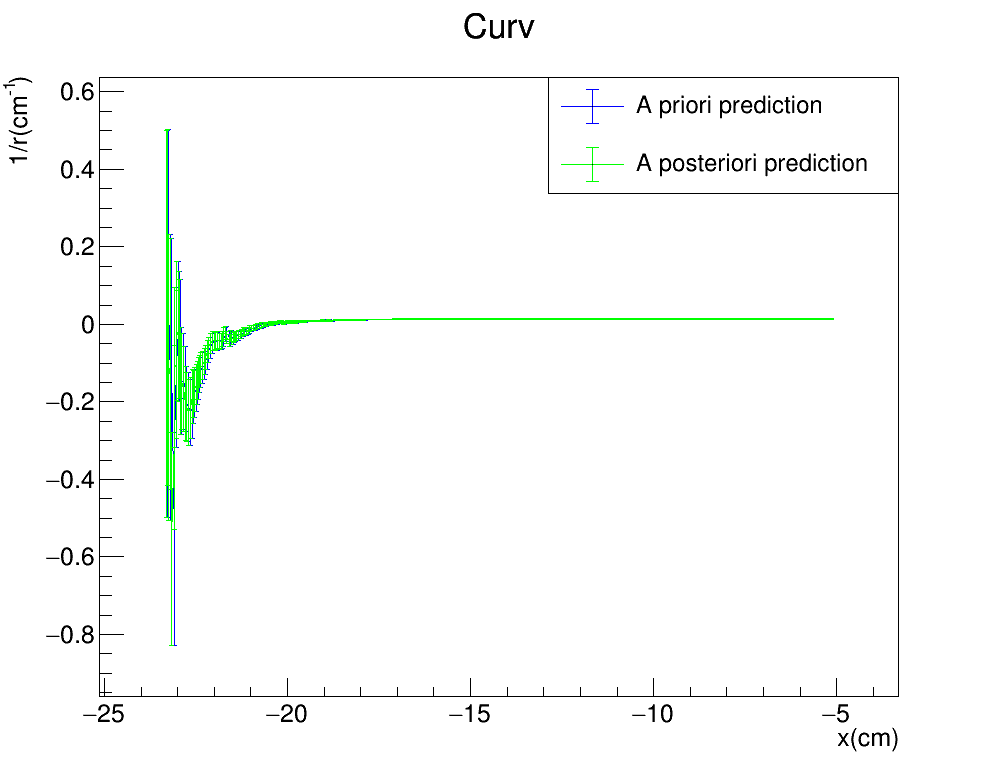 Curv
1/r(cm-1)
A priori prediction
A posteriori prediction
0.6
0.4
0.2
0
−0.2
−0.4
−0.6
−0.8
−25 −20 −15 −10 −5
x(cm)